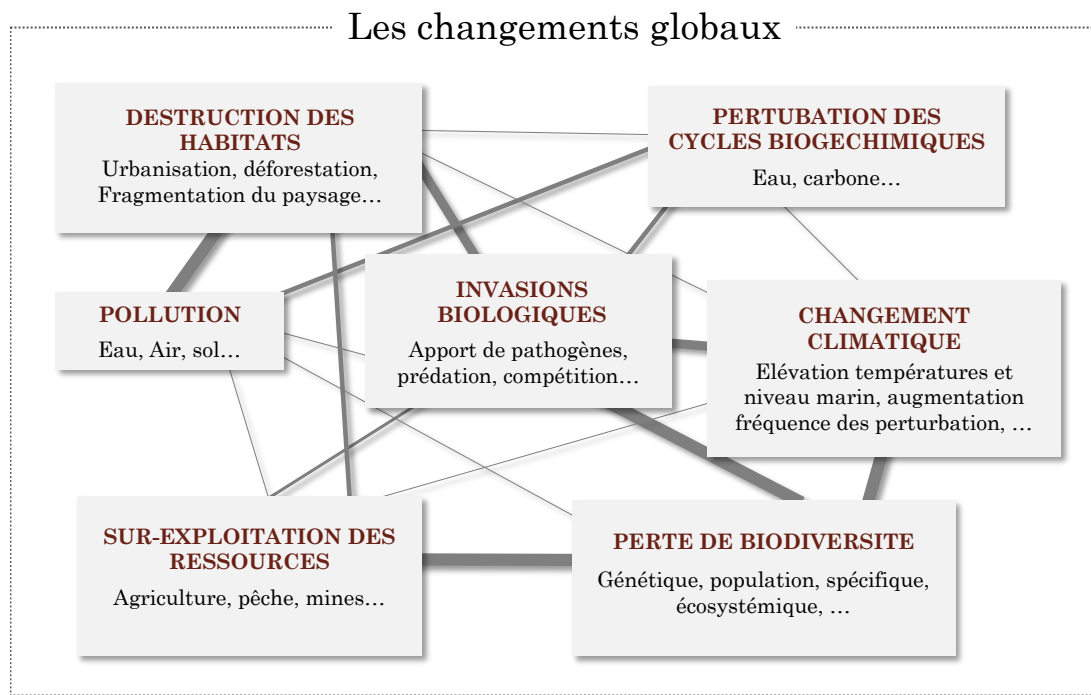 Les changements globaux
DESTRUCTION DES
HABITATS
Urbanisation, déforestation,
Fragmentation du paysage…
PERTUBATION DES
CYCLES BIOGECHIMIQUES
Eau, carbone…
INVASIONS
BIOLOGIQUES
Apport de pathogènes,
prédation, compétition…
POLLUTION
Eau, Air, sol…
CHANGEMENT
CLIMATIQUE
Elévation températures et
niveau marin, augmentation
fréquence des perturbation, …
SUR-EXPLOITATION DES
RESSOURCES
Agriculture, pêche, mines…
PERTE DE BIODIVERSITE
Génétique, population, spécifique,
écosystémique, …